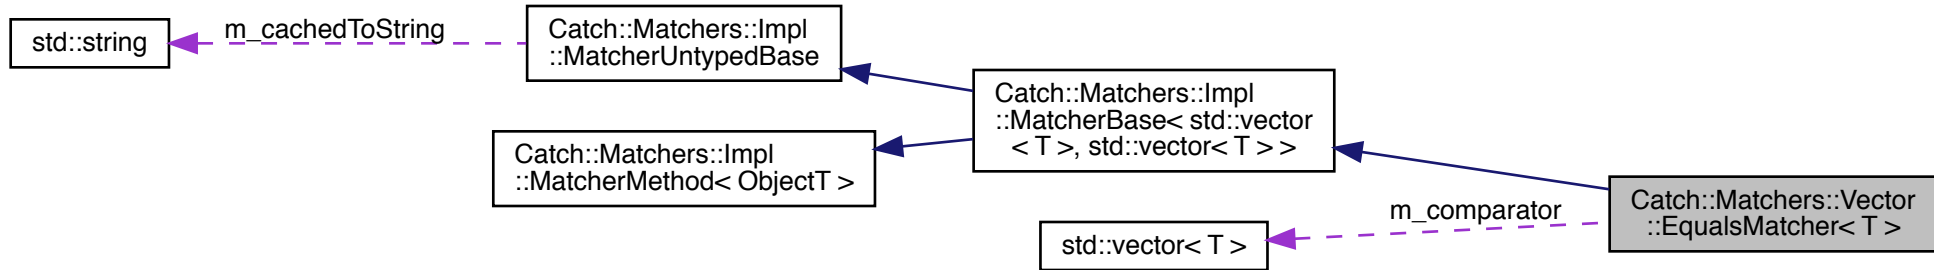 std::string
m_cachedToString
Catch::Matchers::Impl
::MatcherUntypedBase
Catch::Matchers::Impl
::MatcherMethod< ObjectT >
Catch::Matchers::Impl
::MatcherBase< std::vector
< T >, std::vector< T > >
std::vector< T >
m_comparator
Catch::Matchers::Vector
::EqualsMatcher< T >